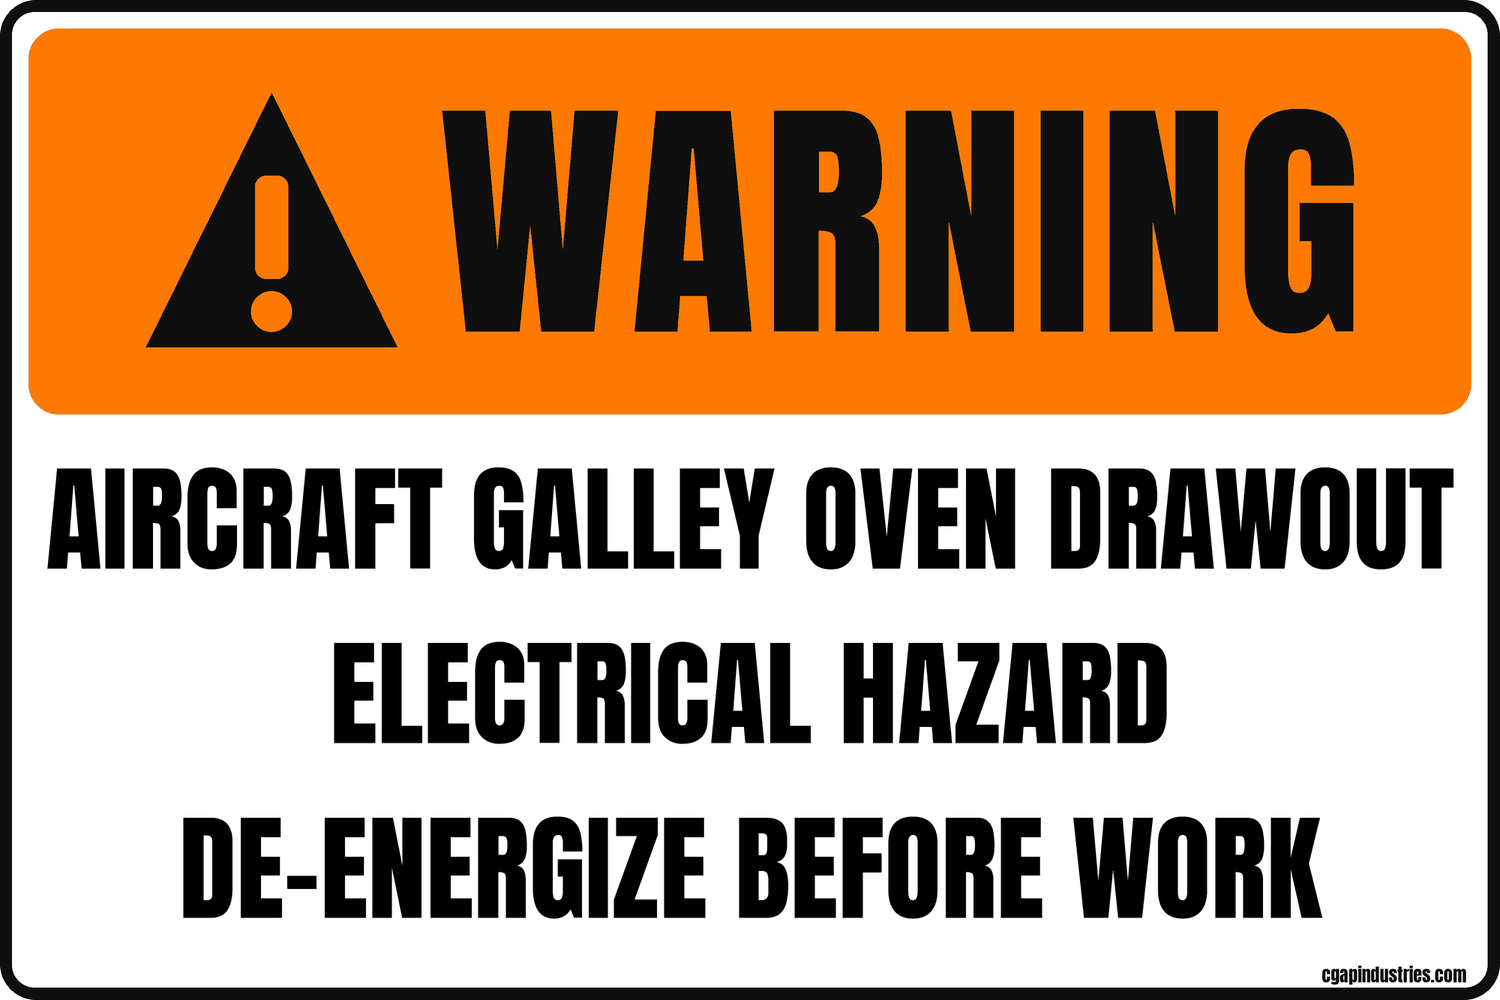 WARNING
AIRCRAFT GALLEY OVEN DRAWOUT
ELECTRICAL HAZARD
DE-ENERGIZE BEFORE WORK
cgapindustries.com